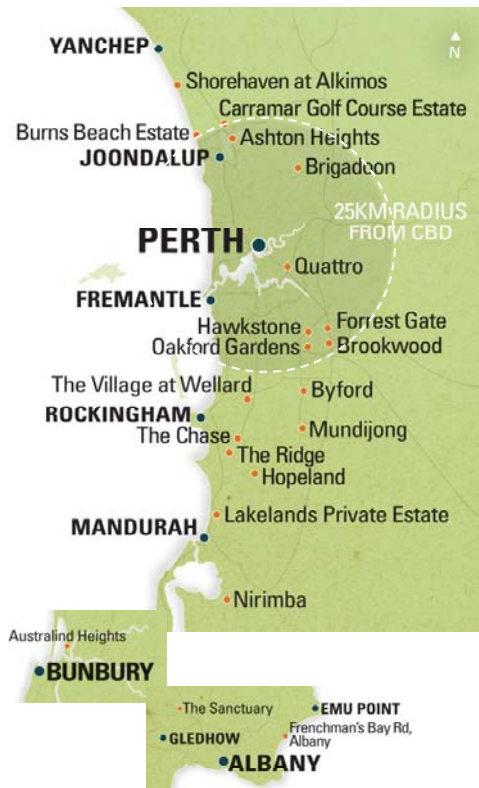 N
YANCHEP
Shorehaven at Alkimos
Carramar Golf Course Estate
Burns Beach Estate
Ashton Heights
JOONDALUP
Brigadoon
25KM RADIUS
FROM CBD
PERTH
Quattro
FREMANTLE
Hawkstone
Forrest Gate
Oakford Gardens
Brookwood
The Village at Wellard
Byford
ROCKINGHAM
The Chase
Mundijong
The Ridge
Hopeland
Lakelands Private Estate
MANDURAH
Nirimba
Australind Heights
BUNBURY
The Sanctuary
EMU POINT
Frenchman's Bay Rd,
Albany
GLEDHOW
ALBANY